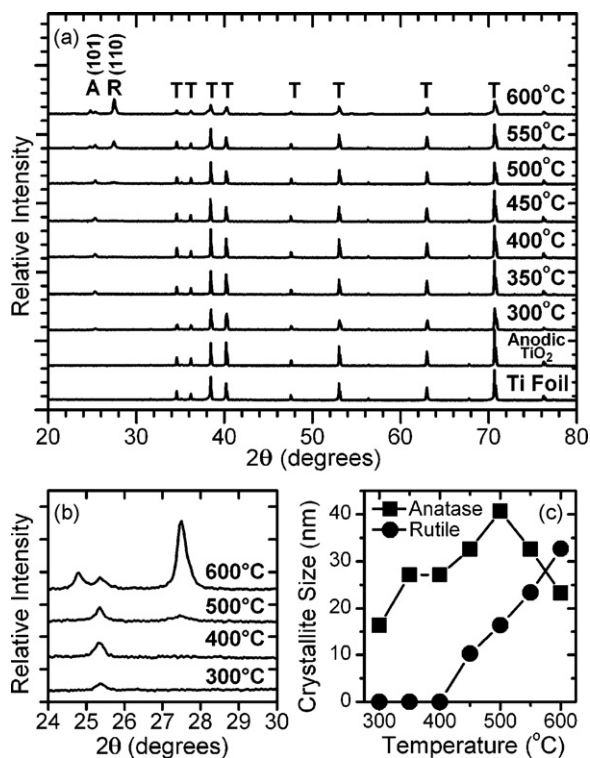 (a)
A (101)
R (110)
T T T T T T T T
600°C
550°C
500°C
450°C
400°C
350°C
300°C
Anodic
TiO2
Ti Foil
Relative Intensity
20 30 40 50 60 70 80
2θ (degrees)
(b)
600°C
500°C
400°C
300°C
Relative Intensity
24 25 26 27 28 29 30
2θ (degrees)
Anatase
Rutile
(c)
Crystallite Size (nm)
40
30
20
10
0
300 400 500 600
Temperature (°C)